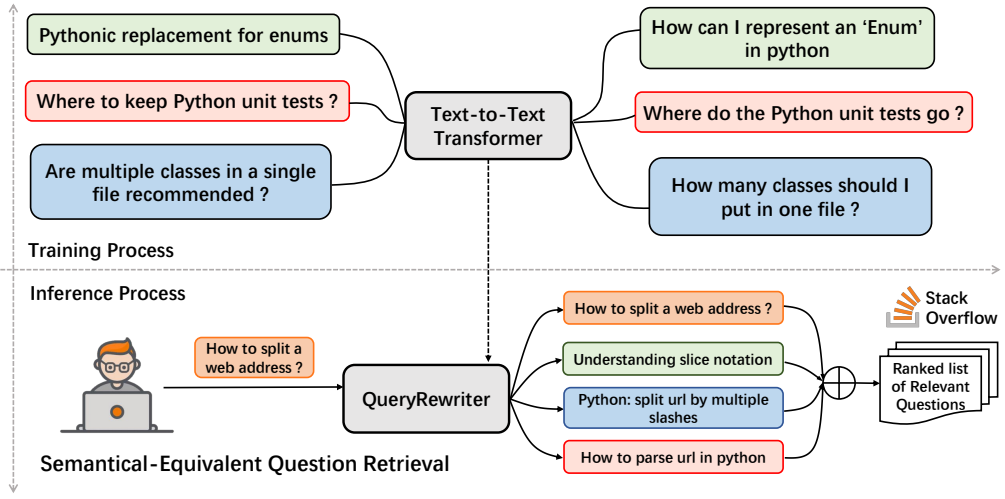 Pythonic replacement for enums
How can I represent an ‘Enum’
in python
Where to keep Python unit tests ?
Text-to-Text
Transformer
Where do the Python unit tests go ?
Are multiple classes in a single
file recommended ?
How many classes should I
put in one file ?
Training Process
Inference Process
How to split a
web address ?
QueryRewriter
How to split a web address ?
Understanding slice notation
Python: split url by multiple
slashes
How to parse url in python
Stack
Overflow
Ranked list
of Relevant
Questions
Semantical-Equivalent Question Retrieval